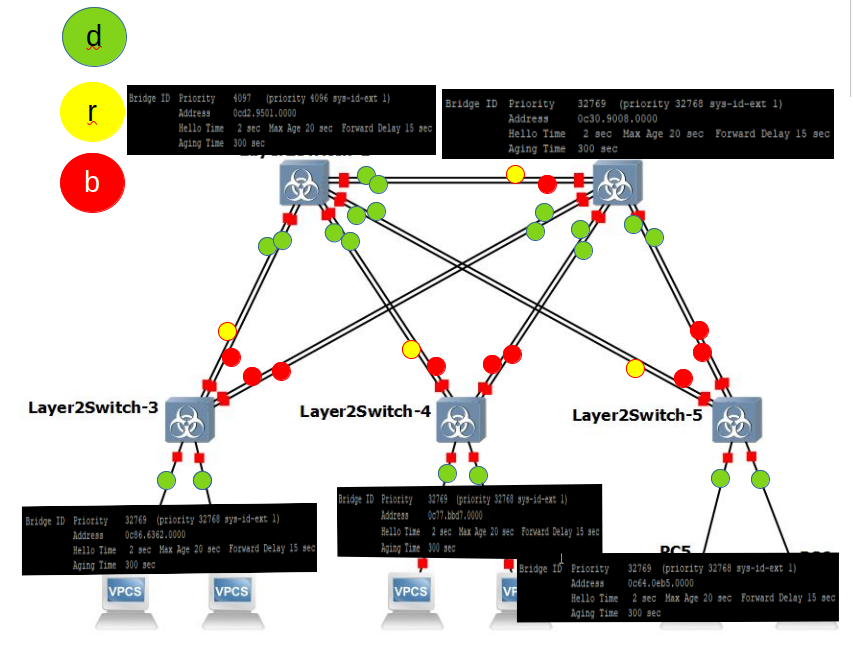 d
r
b
Bridge ID Priority 4097 (priority 4096 sys-id-ext 1)
Address 0cd2.9501.0000
Hello Time 2 sec Max Age 20 sec Forward Delay 15 sec
Aging Time 300 sec
Bridge ID Priority 32769 (priority 32768 sys-id-ext 1)
Address 0c30.9008.0000
Hello Time 2 sec Max Age 20 sec Forward Delay 15 sec
Aging Time 300 sec
Layer2Switch-3
Layer2Switch-4
Layer2Switch-5
Bridge ID Priority 32769 (priority 32768 sys-id-ext 1)
Address 0c86.6362.0000
Hello Time 2 sec Max Age 20 sec Forward Delay 15 sec
Aging Time 300 sec
Bridge ID Priority 32769 (priority 32768 sys-id-ext 1)
Address 0c77.bbd7.0000
Hello Time 2 sec Max Age 20 sec Forward Delay 15 sec
Aging Time 300 sec
PC5
Bridge ID Priority 32769 (priority 32768 sys-id-ext 1)
Address 0c64.0eb5.0000
Hello Time 2 sec Max Age 20 sec Forward Delay 15 sec
Aging Time 300 sec
VPCS
VPCS
VPCS